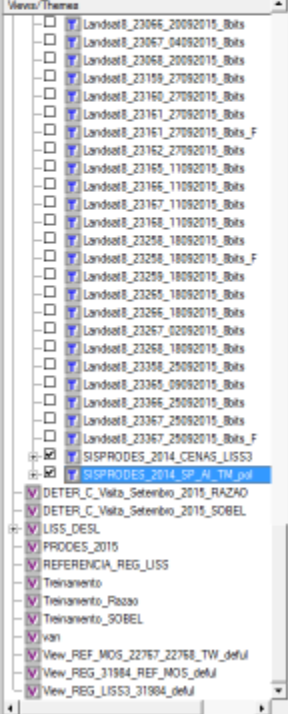 Views/Themes
Landsat8_23066_20092015_8bits
Landsat8_23067_04092015_8bits
Landsat8_23068_20092015_8bits
Landsat8_23159_27092015_8bits
Landsat8_23160_27092015_8bits
Landsat8_23161_27092015_8bits
Landsat8_23161_27092015_8bits_F
Landsat8_23162_27092015_8bits
Landsat8_23165_11092015_8bits
Landsat8_23166_11092015_8bits
Landsat8_23167_11092015_8bits
Landsat8_23168_11092015_8bits
Landsat8_23258_18092015_8bits
Landsat8_23258_18092015_8bits_F
Landsat8_23259_18092015_8bits
Landsat8_23265_18092015_8bits
Landsat8_23266_18092015_8bits
Landsat8_23267_02092015_8bits
Landsat8_23268_18092015_8bits
Landsat8_23358_25092015_8bits
Landsat8_23365_09092015_8bits
Landsat8_23366_25092015_8bits
Landsat8_23367_25092015_8bits
Landsat8_23367_25092015_8bits_F
SISPRODES_2014_CENAS_LISS3
SISPRODES_2014_SP_AI_TM_pol
DETER_C_Visita_Setembro_2015_RAZAO
DETER_C_Visita_Setembro_2015_SOBEL
LISS_DESL
PRODES_2015
REFERENCIA_REG_LISS
Treinamento
Treinamento_Razao
Treinamento_SOBEL
van
View_REF_MOS_22767_22768_TW_deful
View_REG_31984_REF_MOS_deful
View_REG_LISS3_31984_deful